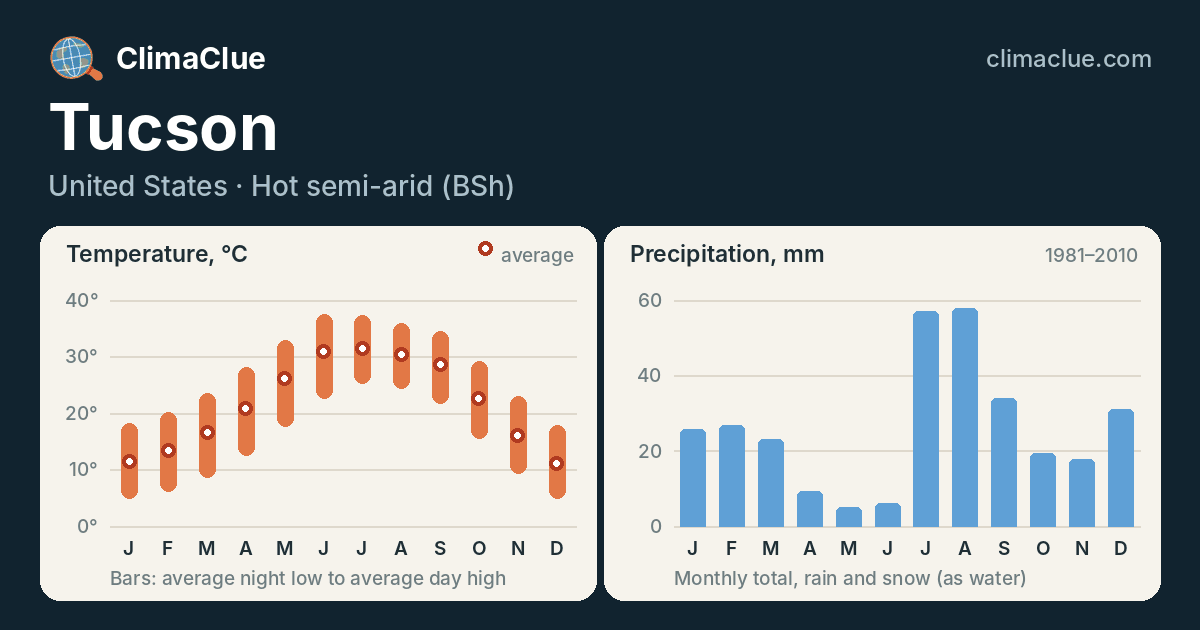 ClimaClue
climaclue.com
Tucson
United States · Hot semi-arid (BSh)
Temperature, °C
average
40°
30°
20°
10°
0°
J F M A M J J A S O N D
Bars: average night low to average day high
Precipitation, mm
1981–2010
60
40
20
0
J F M A M J J A S O N D
Monthly total, rain and snow (as water)